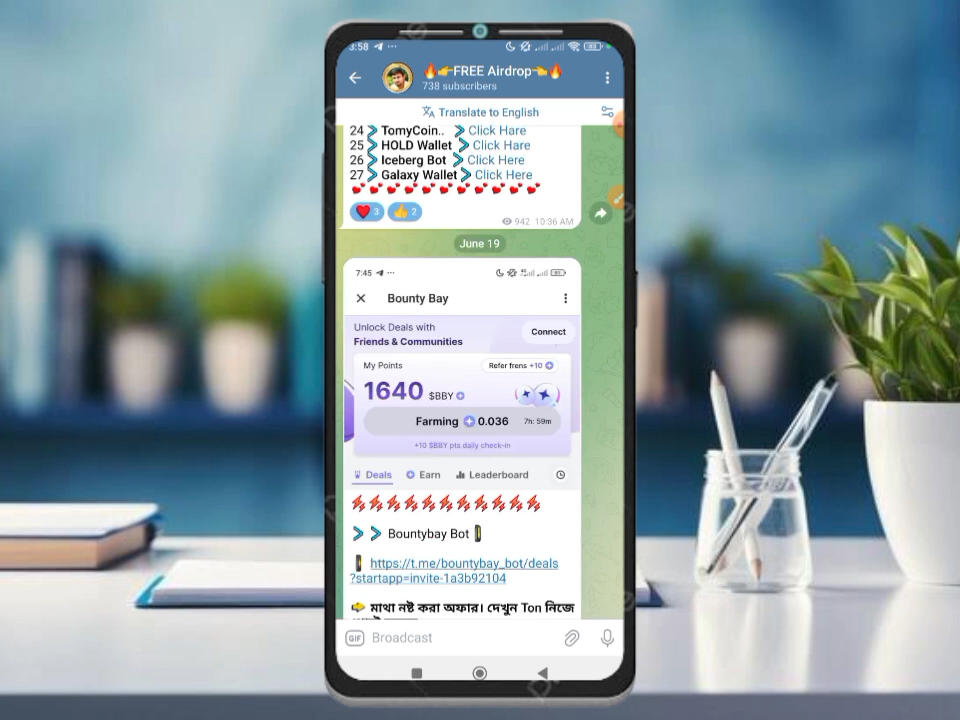 3:58
FREE Airdrop
738 subscribers
Translate to English
24 TomyCoin.. Click Hare
25 HOLD Wallet Click Hare
26 Iceberg Bot Click Here
27 Galaxy Wallet Click Here
3 2
942 10:36 AM
June 19
7:45
Bounty Bay
Unlock Deals with
Friends & Communities
Connect
My Points
Refer frens +10
1640 $BBY
Farming 0.036 7h: 59m
+10 $BBY pts daily check-in
Deals Earn Leaderboard
Bountybay Bot
https://t.me/bountybay_bot/deals
?startapp=invite-1a3b92104
মাথা নষ্ট করা অফার। দেখুন Ton নিজে
GIF Broadcast